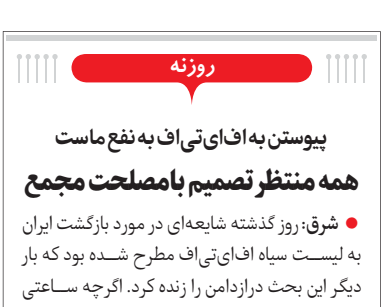 روزنه
پیوستن به اف‌ای‌تی‌اف به نفع ماست
همه منتظر تصمیم بامصلحت مجمع
● شرق: روز گذشته شایعه‌ای در مورد بازگشت ایران
به لیست سیاه اف‌ای‌تی‌اف مطرح شده بود که بار
دیگر این بحث درازدامن را زنده کرد. اگرچه ساعتی